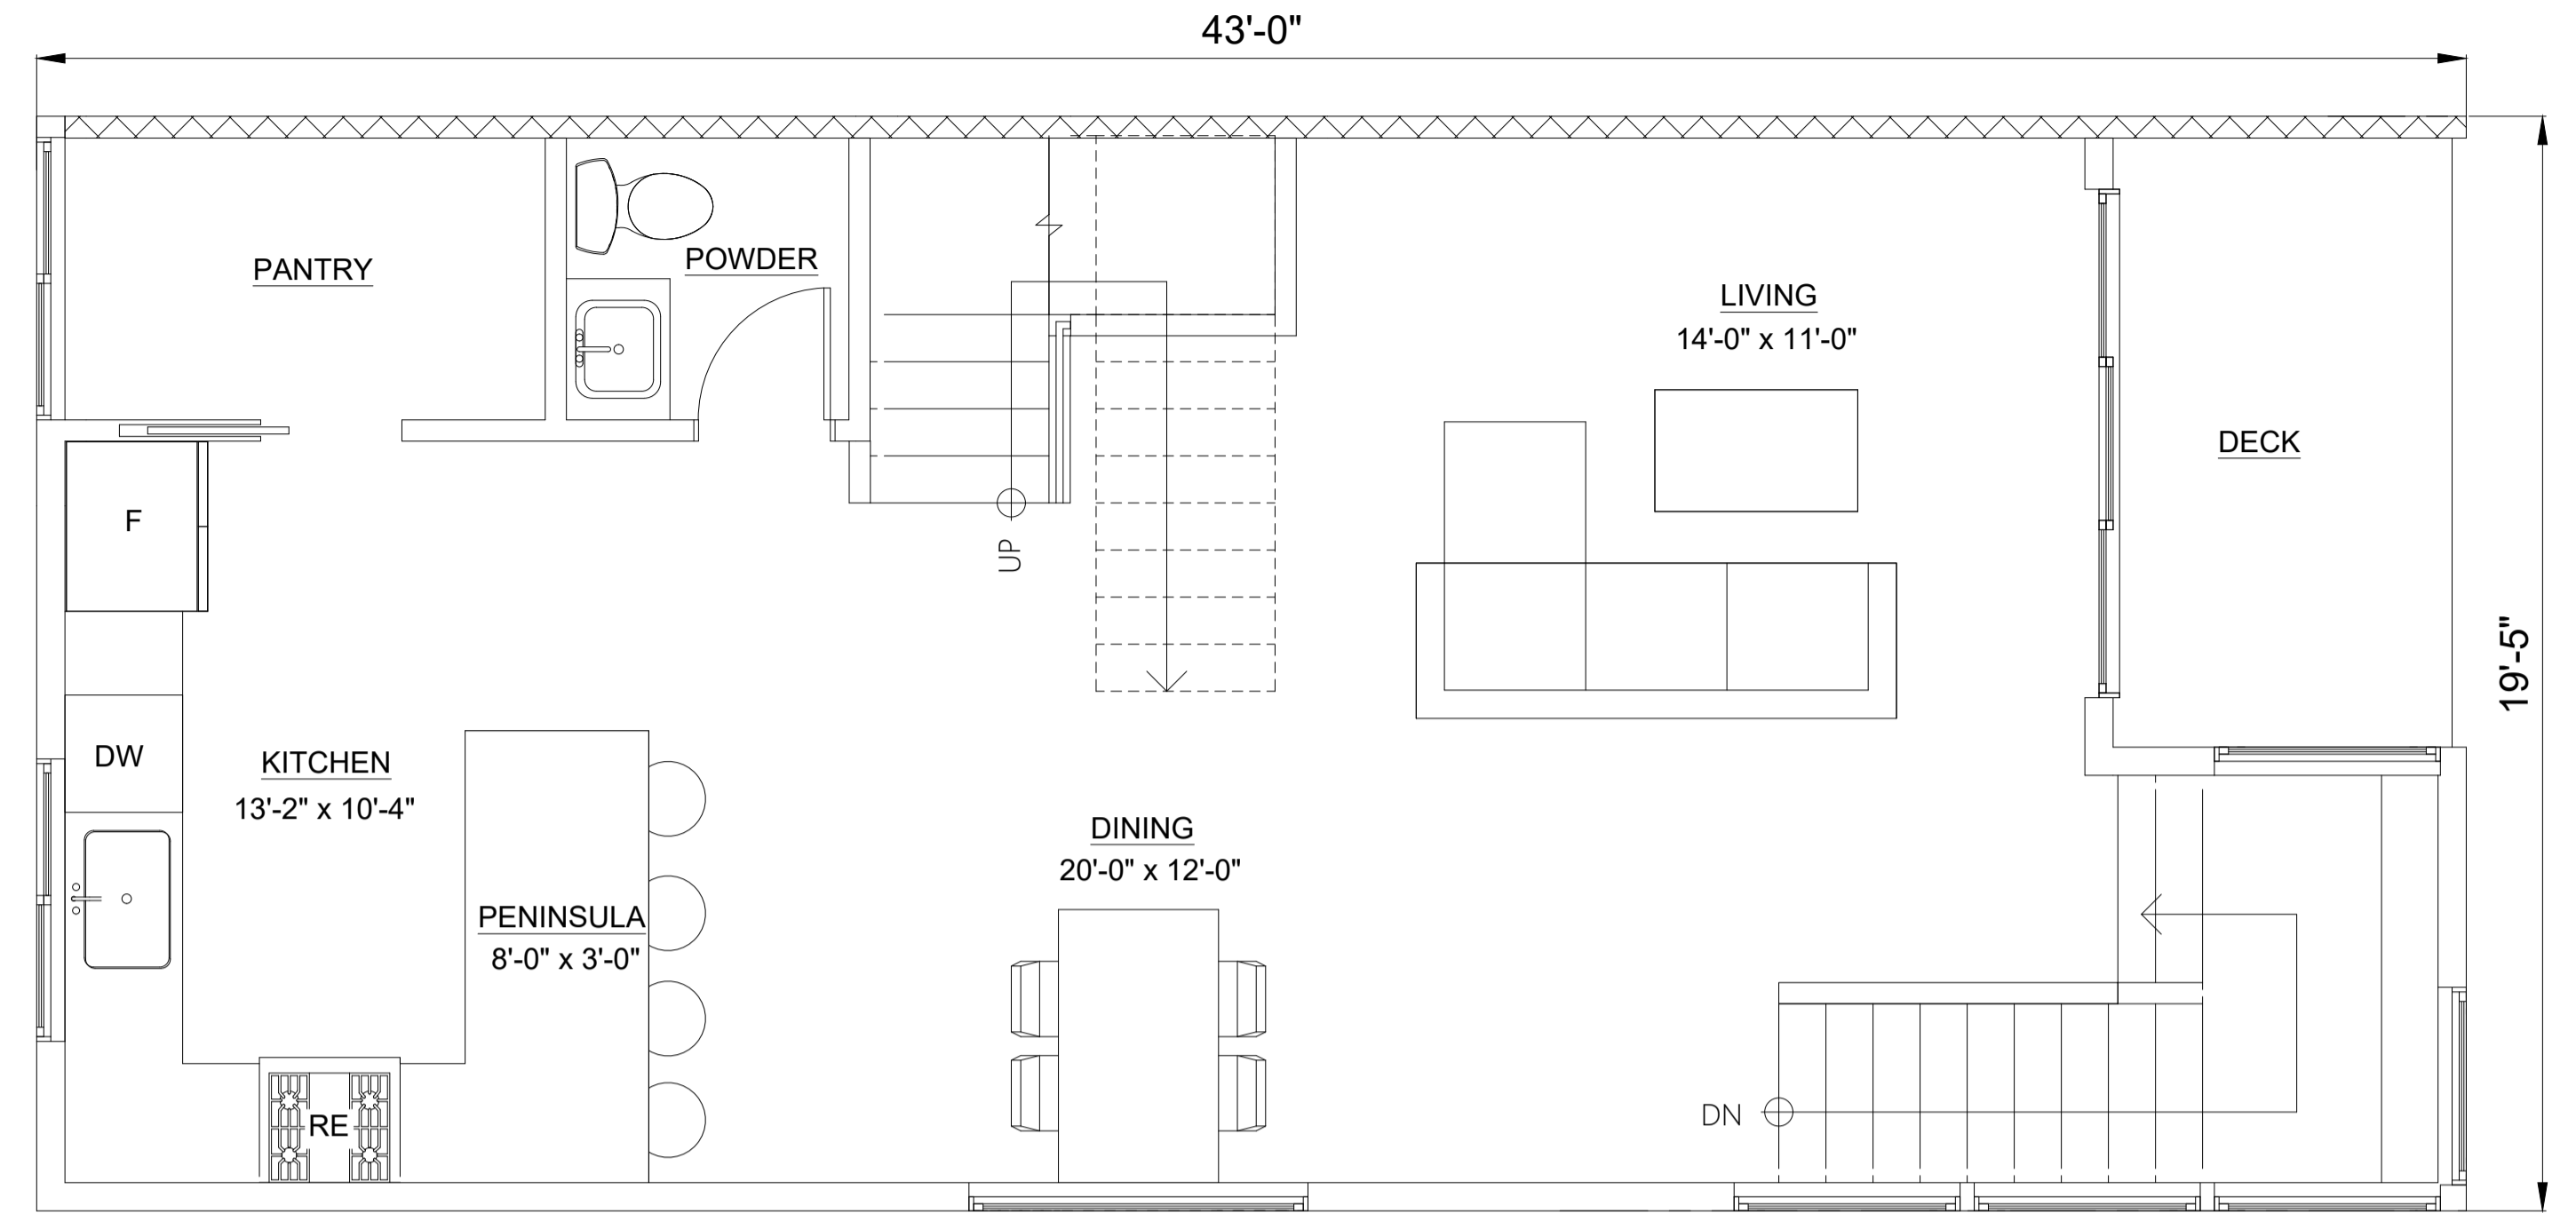 43'-0"
PANTRY
POWDER
LIVING
14'-0" x 11'-0"
DECK
F
UP
19'-5"
DW
KITCHEN
13'-2" x 10'-4"
DINING
20'-0" x 12'-0"
PENINSULA
8'-0" x 3'-0"
RE
DN